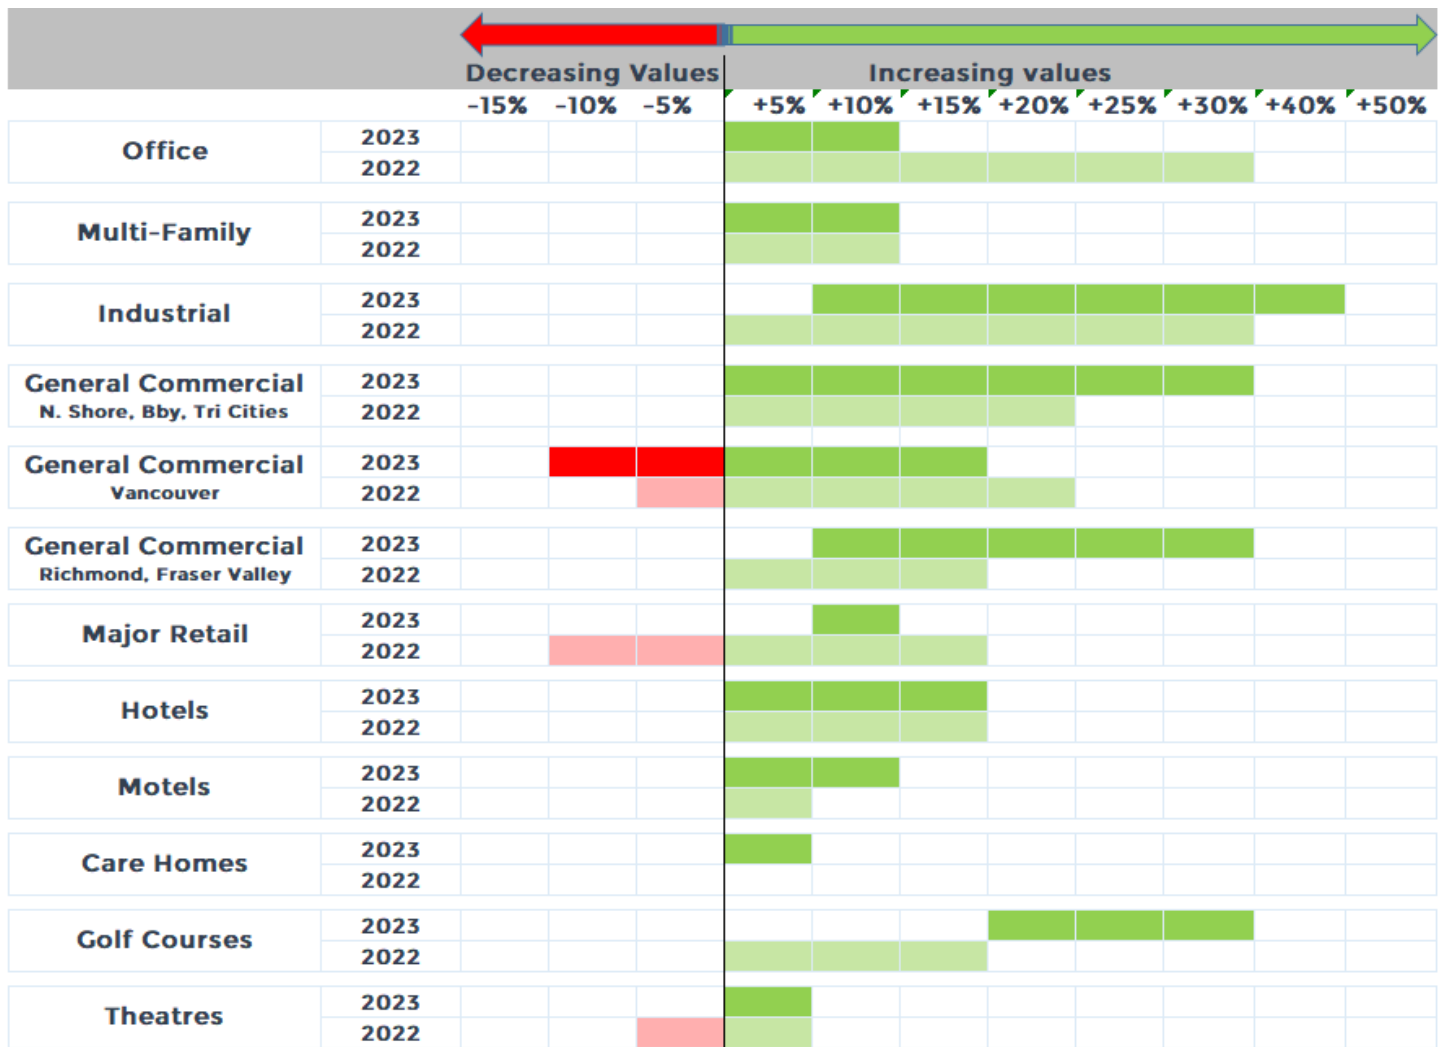 Decreasing Values Increasing values
-15% -10% -5% +5% +10% +15% +20% +25% +30% +40% +50%
Office
2023
2022
Multi-Family
2023
2022
Industrial
2023
2022
General Commercial
N. Shore, Bby, Tri Cities
2023
2022
General Commercial
Vancouver
2023
2022
General Commercial
Richmond, Fraser Valley
2023
2022
Major Retail
2023
2022
Hotels
2023
2022
Motels
2023
2022
Care Homes
2023
2022
Golf Courses
2023
2022
Theatres
2023
2022